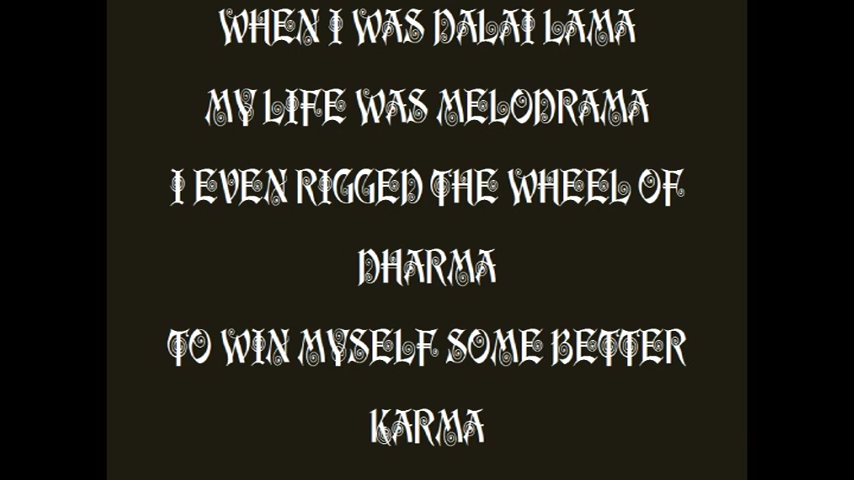 WHEN I WAS DALAI LAMA
MY LIFE WAS MELODRAMA
I EVEN RIGGED THE WHEEL OF
DHARMA
TO WIN MYSELF SOME BETTER
KARMA